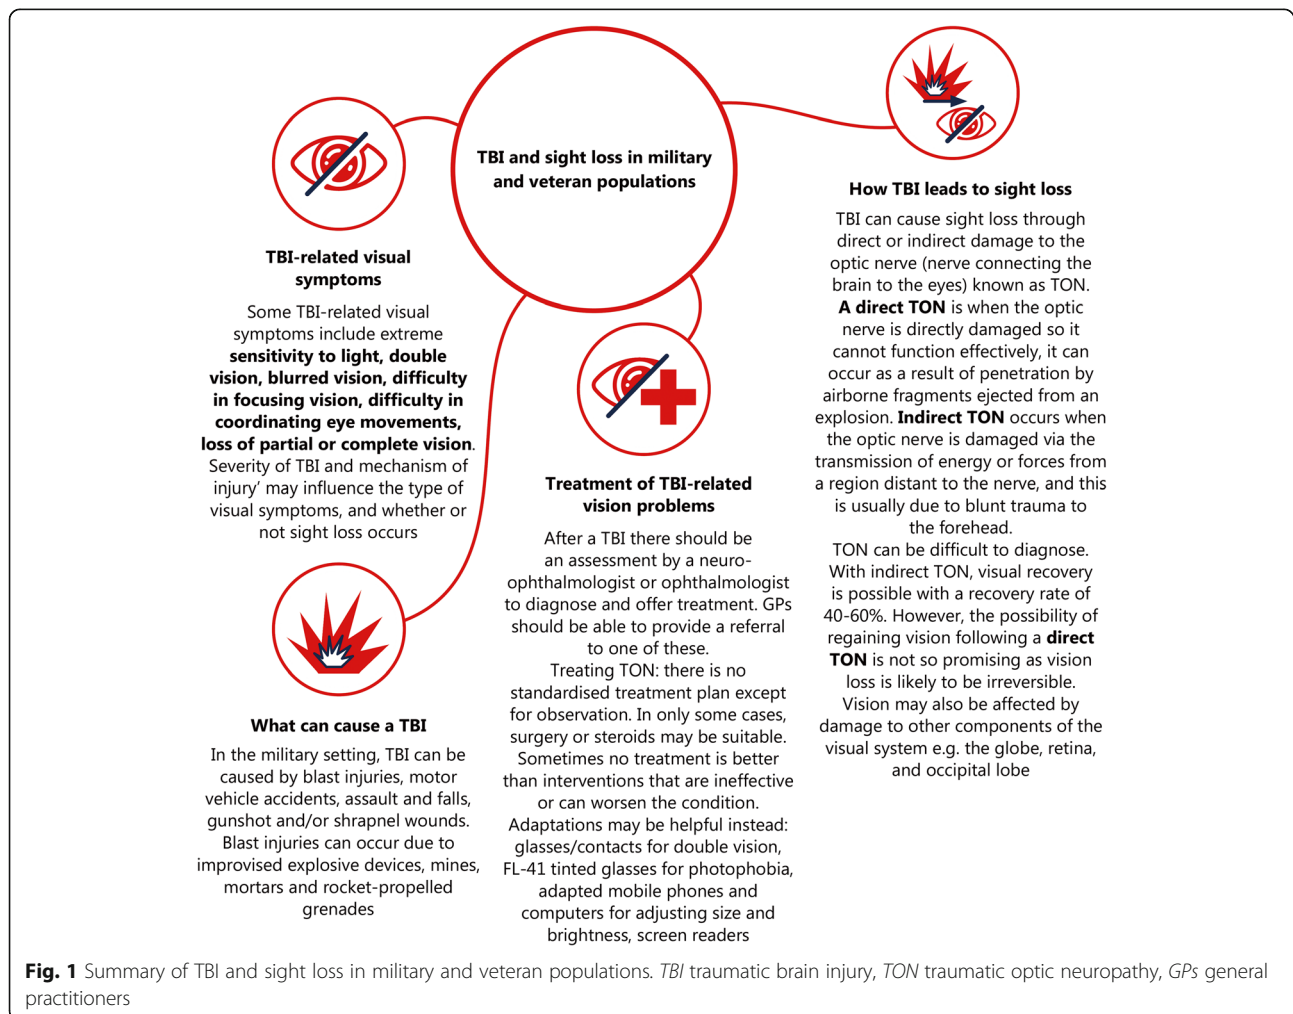 TBI and sight loss in military
and veteran populations
TBI-related visual
symptoms
Some TBI-related visual
symptoms include extreme
sensitivity to light, double
vision, blurred vision, difficulty
in focusing vision, difficulty in
coordinating eye movements,
loss of partial or complete vision.
Severity of TBI and mechanism of
injury’ may influence the type of
visual symptoms, and whether or
not sight loss occurs
What can cause a TBI
In the military setting, TBI can be
caused by blast injuries, motor
vehicle accidents, assault and falls,
gunshot and/or shrapnel wounds.
Blast injuries can occur due to
improvised explosive devices, mines,
mortars and rocket-propelled
grenades
Treatment of TBI-related
vision problems
After a TBI there should be
an assessment by a neuro-
ophthalmologist or ophthalmologist
to diagnose and offer treatment. GPs
should be able to provide a referral
to one of these.
Treating TON: there is no
standardised treatment plan except
for observation. In only some cases,
surgery or steroids may be suitable.
Sometimes no treatment is better
than interventions that are ineffective
or can worsen the condition.
Adaptations may be helpful instead:
glasses/contacts for double vision,
FL-41 tinted glasses for photophobia,
adapted mobile phones and
computers for adjusting size and
brightness, screen readers
How TBI leads to sight loss
TBI can cause sight loss through
direct or indirect damage to the
optic nerve (nerve connecting the
brain to the eyes) known as TON.
A direct TON is when the optic
nerve is directly damaged so it
cannot function effectively, it can
occur as a result of penetration by
airborne fragments ejected from an
explosion. Indirect TON occurs when
the optic nerve is damaged via the
transmission of energy or forces from
a region distant to the nerve, and this
is usually due to blunt trauma to
the forehead.
TON can be difficult to diagnose.
With indirect TON, visual recovery
is possible with a recovery rate of
40-60%. However, the possibility of
regaining vision following a direct
TON is not so promising as vision
loss is likely to be irreversible.
Vision may also be affected by
damage to other components of the
visual system e.g. the globe, retina,
and occipital lobe
Fig. 1 Summary of TBI and sight loss in military and veteran populations. TBI traumatic brain injury, TON traumatic optic neuropathy, GPs general
practitioners